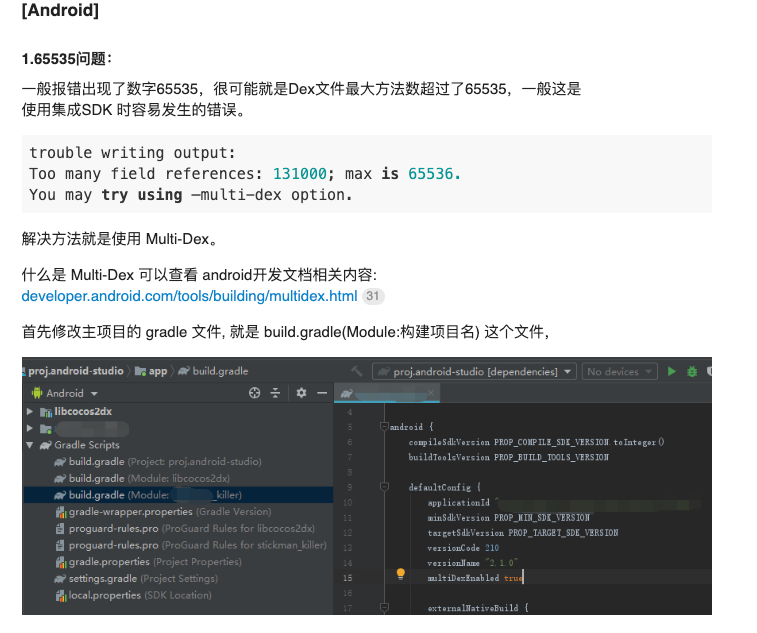 [Android]
1.65535问题：
一般报错出现了数字65535，很可能就是Dex文件最大方法数超过了65535，一般这是
使用集成SDK 时容易发生的错误。
trouble writing output:
Too many field references: 131000; max is 65536.
You may try using –multi-dex option.
解决方法就是使用 Multi-Dex。
什么是 Multi-Dex 可以查看 android开发文档相关内容:
developer.android.com/tools/building/multidex.html 31
首先修改主项目的 gradle 文件, 就是 build.gradle(Module:构建项目名) 这个文件，
proj.android-studio
app
build.gradle
proj.android-studio [dependencies]
No devices
Android
libcocos2dx
Gradle Scripts
build.gradle (Project: proj.android-studio)
build.gradle (Module: libcocos2dx)
build.gradle (Module: _killer)
gradle-wrapper.properties (Gradle Version)
proguard-rules.pro (ProGuard Rules for libcocos2dx)
proguard-rules.pro (ProGuard Rules for stickman_killer)
gradle.properties (Project Properties)
settings.gradle (Project Settings)
local.properties (SDK Location)
4
5 android {
6 compileSdkVersion PROP_COMPILE_SDK_VERSION.toInteger()
7 buildToolsVersion PROP_BUILD_TOOLS_VERSION
8
9 defaultConfig {
10 applicationId "
11 minSdkVersion PROP_MIN_SDK_VERSION
12 targetSdkVersion PROP_TARGET_SDK_VERSION
13 versionCode 210
14 versionName "2.1.0"
15 multiDexEnabled true
16
17 externalNativeBuild {